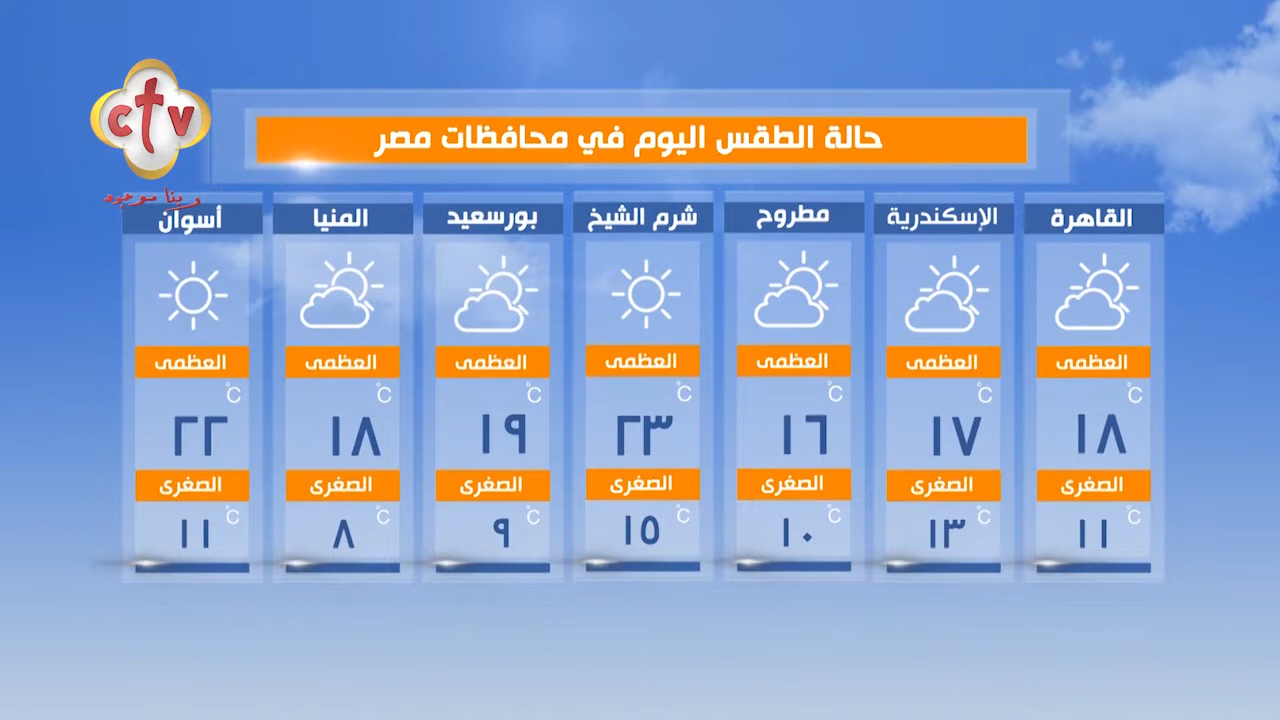 ctv
ربنا موجود
حالة الطقس اليوم في محافظات مصر
القاهرة
العظمى
°C
١٨
الصغرى
°C
١١
الإسكندرية
العظمى
°C
١٧
الصغرى
°C
١٣
مطروح
العظمى
°C
١٦
الصغرى
°C
١٠
شرم الشيخ
العظمى
°C
٢٣
الصغرى
°C
١٥
بورسعيد
العظمى
°C
١٩
الصغرى
°C
٩
المنيا
العظمى
°C
١٨
الصغرى
°C
٨
أسوان
العظمى
°C
٢٢
الصغرى
°C
١١